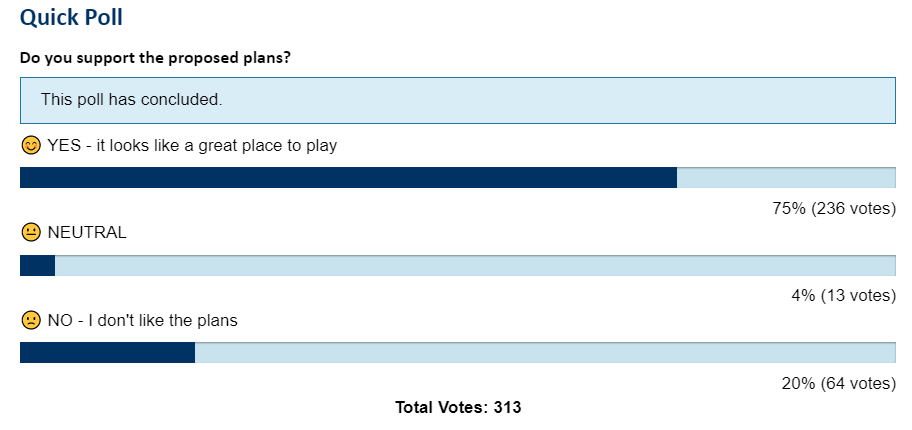 Quick Poll
Do you support the proposed plans?
This poll has concluded.
😊 YES - it looks like a great place to play
75% (236 votes)
😐 NEUTRAL
4% (13 votes)
🙁 NO - I don't like the plans
20% (64 votes)
Total Votes: 313